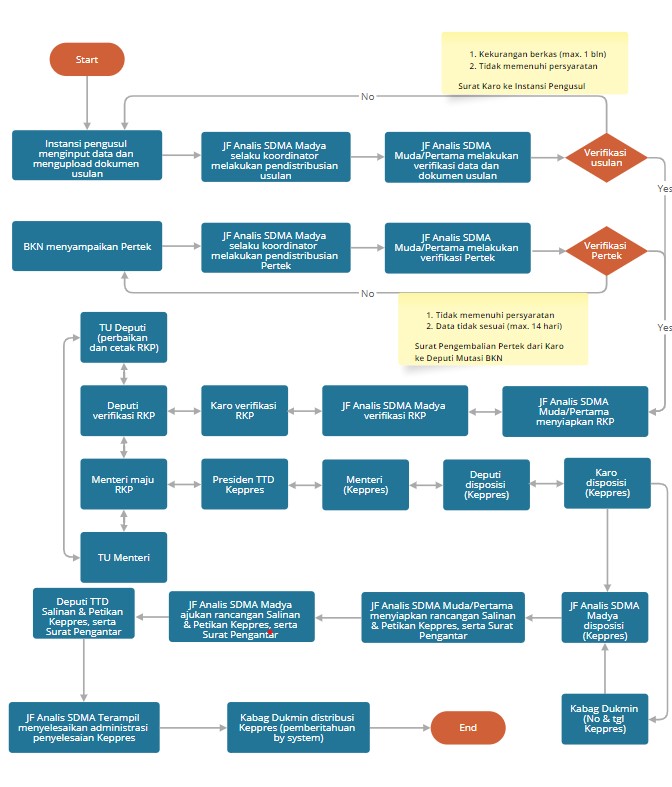 1. Kekurangan berkas (max. 1 bln)
2. Tidak memenuhi persyaratan
Surat Karo ke Instansi Pengusul
Start
No
Instansi pengusul
menginput data dan
mengupload dokumen
usulan
JF Analis SDMA Madya
selaku koordinator
melakukan pendistribusian
usulan
JF Analis SDMA
Muda/Pertama melakukan
verifikasi data dan
dokumen usulan
Verifikasi
usulan
Yes
BKN menyampaikan Pertek
JF Analis SDMA Madya
selaku koordinator
melakukan pendistribusian
Pertek
JF Analis SDMA
Muda/Pertama melakukan
verifikasi Pertek
Verifikasi
Pertek
No
1. Tidak memenuhi persyaratan
2. Data tidak sesuai (max. 14 hari)
Surat Pengembalian Pertek dari Karo
ke Deputi Mutasi BKN
Yes
TU Deputi
(perbaikan
dan cetak RKP)
Deputi
verifikasi RKP
Karo verifikasi
RKP
JF Analis SDMA Madya
verifikasi RKP
JF Analis SDMA
Muda/Pertama
menyiapkan RKP
Menteri maju
RKP
Presiden TTD
Keppres
Menteri
(Keppres)
Deputi
disposisi
(Keppres)
Karo
disposisi
(Keppres)
TU Menteri
Deputi TTD
Salinan & Petikan
Keppres, serta
Surat Pengantar
JF Analis SDMA Madya
ajukan rancangan Salinan
& Petikan Keppres, serta
Surat Pengantar
JF Analis SDMA Muda/Pertama
menyiapkan rancangan Salinan
& Petikan Keppres, serta Surat
Pengantar
JF Analis SDMA
Madya
disposisi
(Keppres)
JF Analis SDMA Terampil
menyelesaikan administrasi
penyelesaian Keppres
Kabag Dukmin distribusi
Keppres (pemberitahuan
by system)
End
Kabag Dukmin
(No & tgl
Keppres)